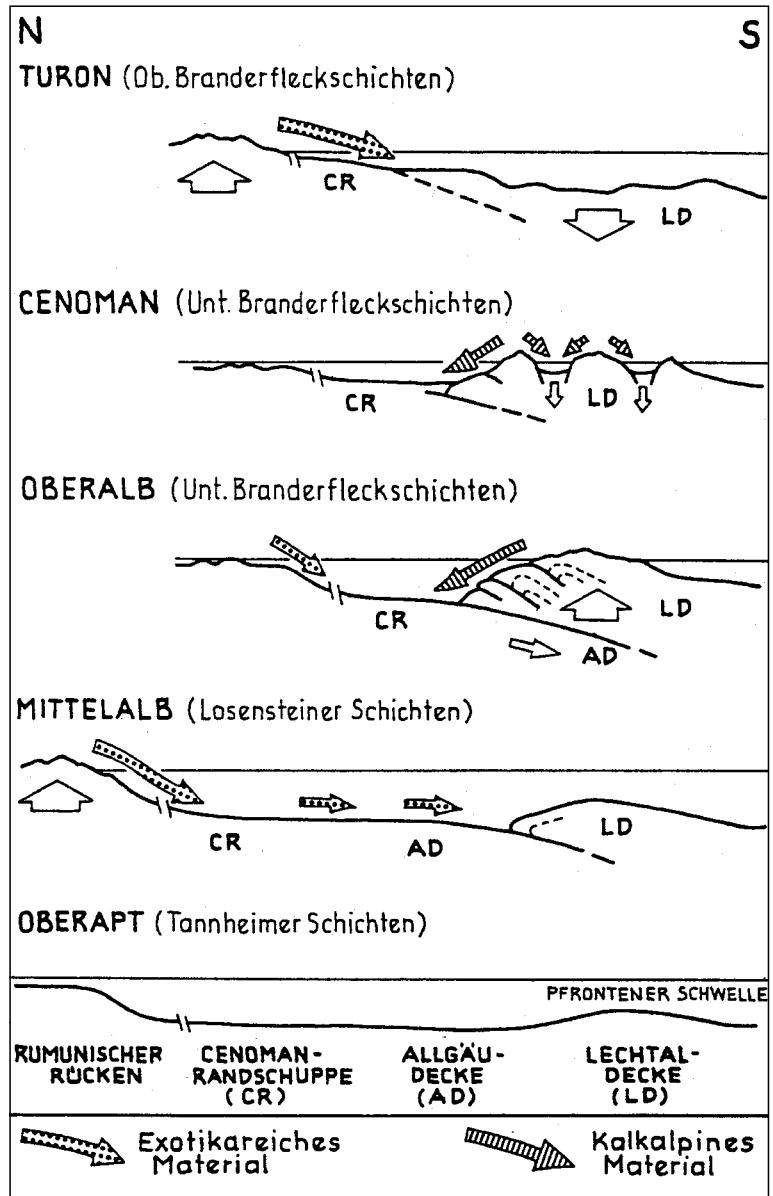 N S
TURON (Ob. Branderfleckschichten)
CR
LD
CENOMAN (Unt. Branderfleckschichten)
CR
LD
OBERALB (Unt. Branderfleckschichten)
CR
LD
AD
MITTELALB (Losensteiner Schichten)
CR
AD
LD
OBERAPT (Tannheimer Schichten)
PFRONTENER SCHWELLE
RUMUNISCHER
RÜCKEN
CENOMAN-
RANDSCHUPPE
(CR)
ALLGÄU-
DECKE
(AD)
LECHTAL-
DECKE
(LD)
Exotikareiches
Material
Kalkalpines
Material